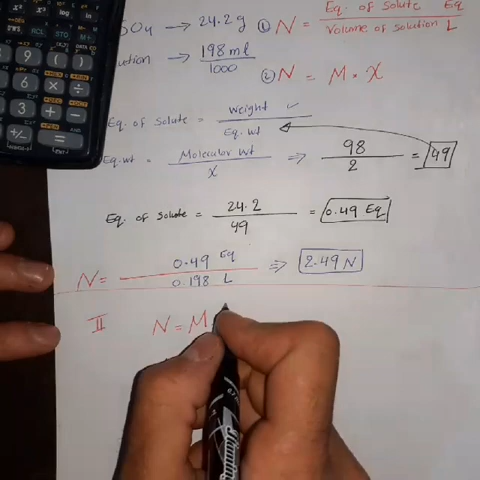 SO4 → 24.2 g ① N = Eq. of solute Eq / Volume of solution L
ution → 198 ml / 1000
② N = M * X
Eq. of Solute = Weight ✓ / Eq. wt
Eq. wt = Molecular wt / X ⇒ 98 / 2 = 49
Eq. of Solute = 24.2 / 49 = 0.49 Eq
N = 0.49 Eq / 0.198 L ⇒ 2.49 N
II N = M